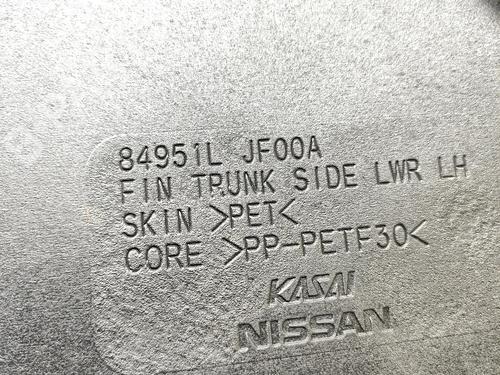 84951L JF00A
FIN TRUNK SIDE LWR LH
SKIN >PET<
CORE >PP-PETF30<
KASAI
NISSAN